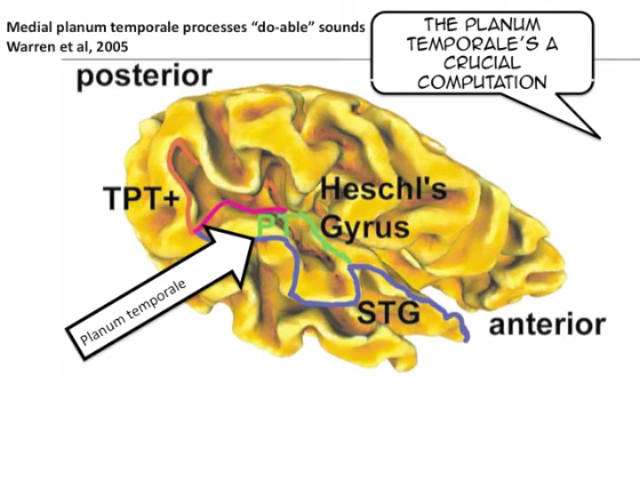 Medial planum temporale processes “do-able” sounds
Warren et al, 2005
THE PLANUM
TEMPORALE'S A
CRUCIAL
COMPUTATION
posterior
TPT+
Heschl's
Gyrus
PT
Planum temporale
STG
anterior